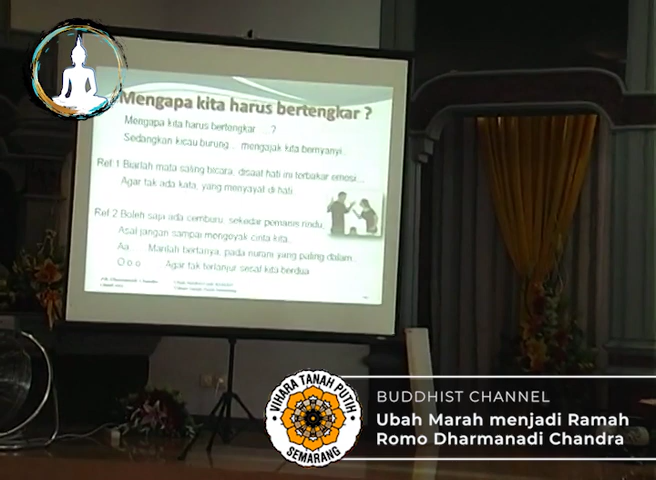 Mengapa kita harus bertengkar ?
Mengapa kita harus bertengkar ... ?
Sedangkan kicau burung... mengajak kita bernyanyi..
Ref 1 Biarlah mata saling bicara, disaat hati ini terbakar emosi...
Agar tak ada kata, yang menyayat di hati.
Ref 2 Boleh saja ada cemburu, sekedar pemanis rindu,
Asal jangan sampai mengoyak cinta kita..
Aa..... Marilah bertanya, pada nurani yang paling dalam.
O o o Agar tak terlanjur sesal kita berdua
VIHARA TANAH PUTIH
SEMARANG
BUDDHIST CHANNEL
Ubah Marah menjadi Ramah
Romo Dharmanadi Chandra